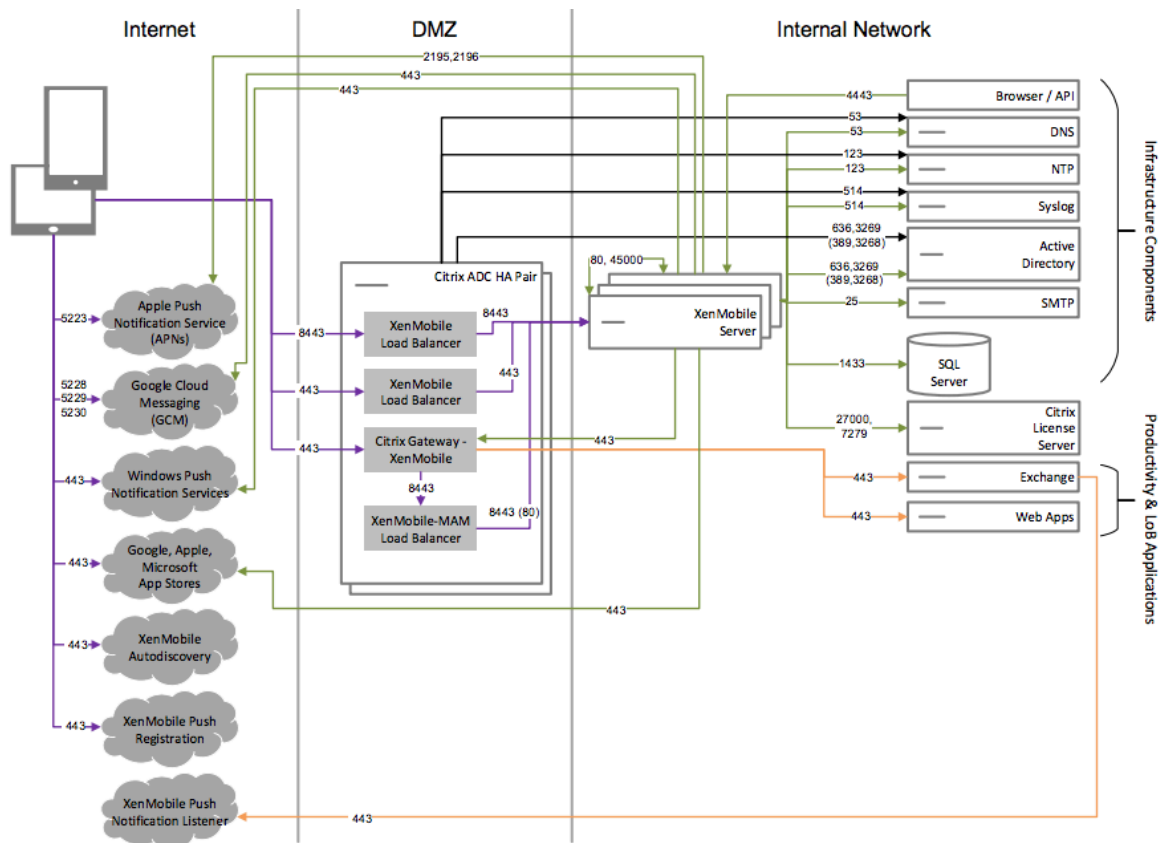 Internet
DMZ
Internal Network
2195,2196
443
443
4443
Browser / API
53
53
DNS
123
123
NTP
514
514
Syslog
636,3269
(389,3268)
636,3269
(389,3268)
Active
Directory
25
SMTP
1433
SQL
Server
27000,
7279
Citrix
License
Server
443
Exchange
443
Web Apps
Infrastructure Components
Productivity & LoB Applications
80, 45000
XenMobile
Server
Citrix ADC HA Pair
8443
XenMobile
Load Balancer
8443
443
XenMobile
Load Balancer
443
443
Citrix Gateway -
XenMobile
443
8443
XenMobile-MAM
Load Balancer
8443 (80)
443
5223
Apple Push
Notification Service
(APNs)
5228
5229
5230
Google Cloud
Messaging
(GCM)
443
Windows Push
Notification Services
443
Google, Apple,
Microsoft
App Stores
443
XenMobile
Autodiscovery
443
XenMobile Push
Registration
XenMobile Push
Notification Listener
443